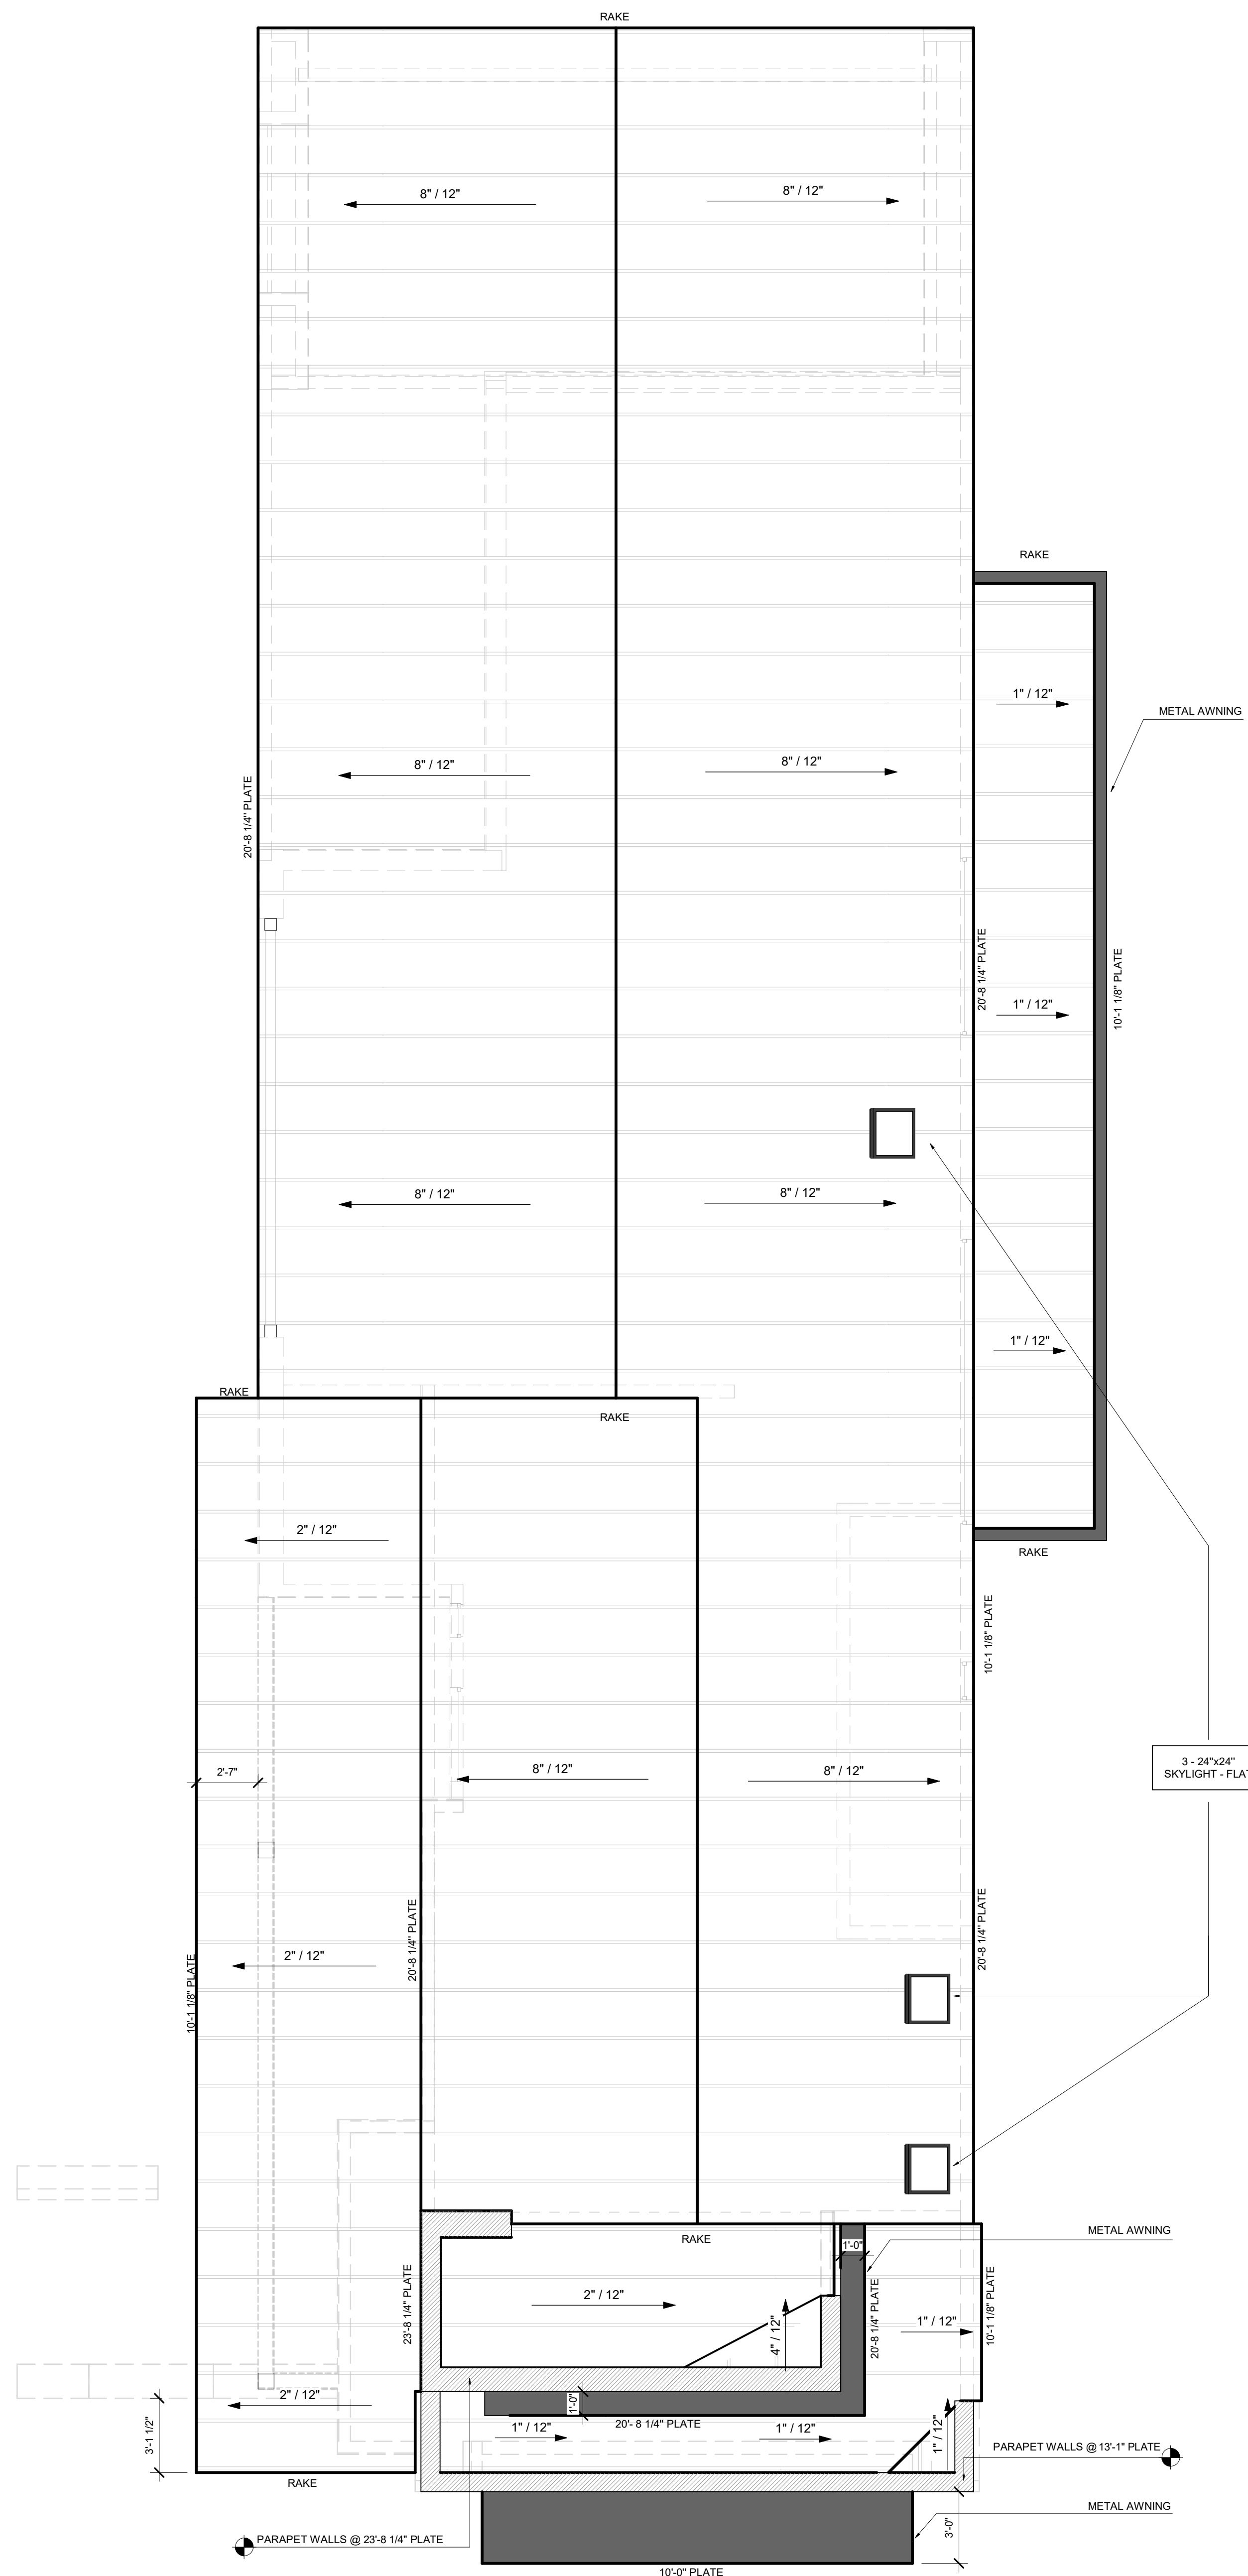 RAKE
8" / 12"
8" / 12"
RAKE
1" / 12"
METAL AWNING
8" / 12"
8" / 12"
20'-8 1/4" PLATE
20'-8 1/4" PLATE
10'-1 1/8" PLATE
1" / 12"
8" / 12"
8" / 12"
1" / 12"
RAKE
RAKE
2" / 12"
RAKE
10'-1 1/8" PLATE
3 - 24"x24"
SKYLIGHT - FLAT
2'-7"
8" / 12"
8" / 12"
20'-8 1/4" PLATE
20'-8 1/4" PLATE
10'-1 1/8" PLATE
2" / 12"
METAL AWNING
RAKE
1'-0"
23'-8 1/4" PLATE
2" / 12"
4" / 12"
20'-8 1/4" PLATE
1" / 12"
10'-1 1/8" PLATE
2" / 12"
1'-0"
20'- 8 1/4" PLATE
3'-1 1/2"
1" / 12"
1" / 12"
1" / 12"
PARAPET WALLS @ 13'-1" PLATE
RAKE
METAL AWNING
3'-0"
PARAPET WALLS @ 23'-8 1/4" PLATE
10'-0" PLATE